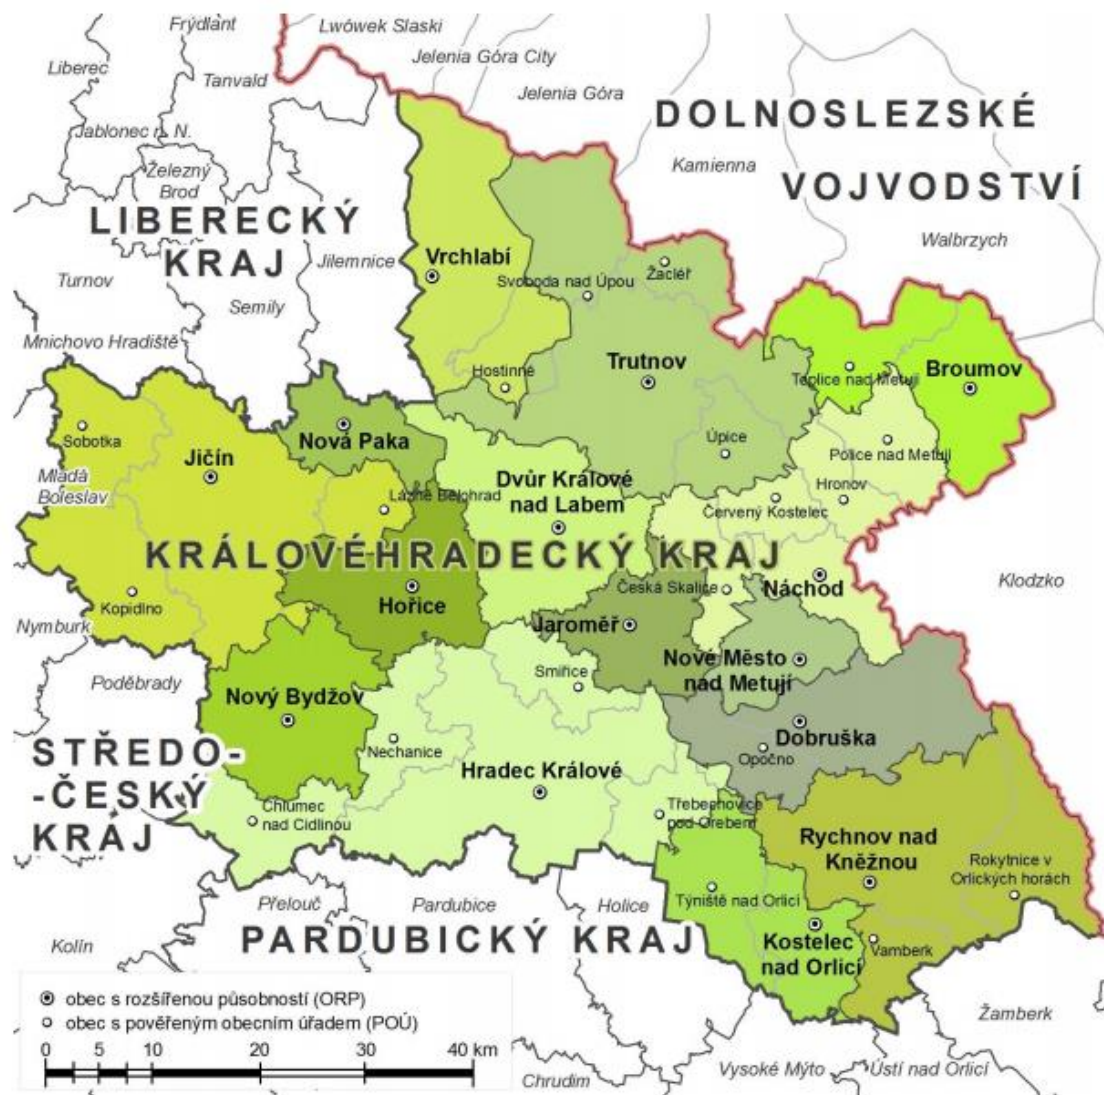 Frýdlant
Lwówek Slaski
Liberec
Jelenia Góra City
Tanvald
Jelenia Góra
DOLNOSLEZSKÉ
Jablonec n. N.
Kamienna
Železný
Brod
VOJVODSTVÍ
LIBERECKÝ
KRAJ
Walbrzych
Vrchlabí
Jilemnice
Žacléř
Turnov
Svoboda nad Úpou
Semily
Mnichovo Hradiště
Trutnov
Hostinné
Teplice nad Metují
Broumov
Sobotka
Nová Paka
Úpice
Jičín
Police nad Metují
Mladá
Boleslav
Dvůr Králové
nad Labem
Hronov
Lázně Bělohrad
Červený Kostelec
KRÁLOVÉHRADECKÝ KRAJ
Klodzko
Kopidlno
Hořice
Česká Skalice
Náchod
Nymburk
Jaroměř
Nové Město
nad Metují
Smiřice
Poděbrady
Nový Bydžov
STŘEDO-
-ČESKÝ
KRAJ
Nechanice
Dobruška
Opočno
Hradec Králové
Chlumec
nad Cidlinou
Třebechovice
pod Orebem
Rychnov nad
Kněžnou
Rokytnice v
Orlických horách
Přelouč
Pardubice
Holice
Týniště nad Orlicí
Kolín
PARDUBICKÝ KRAJ
Kostelec
nad Orlicí
Vamberk
obec s rozšířenou působností (ORP)
obec s pověřeným obecním úřadem (POÚ)
Žamberk
0 5 10 20 30 40 km
Chrudim
Vysoké Mýto
Ústí nad Orlicí